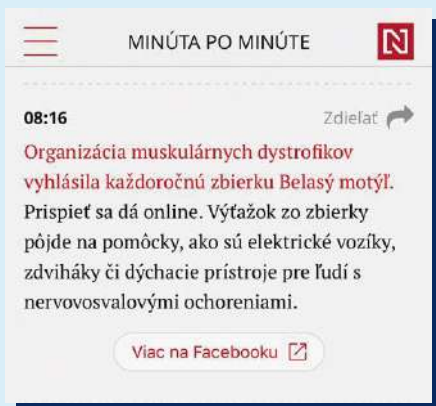 MINÚTA PO MINÚTE
N
08:16
Zdieľať
Organizácia muskulárnych dystrofikov
vyhlásila každoročnú zbierku Belasý motýľ.
Prispieť sa dá online. Výťažok zo zbierky
pôjde na pomôcky, ako sú elektrické vozíky,
zdviháky či dýchacie prístroje pre ľudí s
nervovosvalovými ochoreniami.
Viac na Facebooku